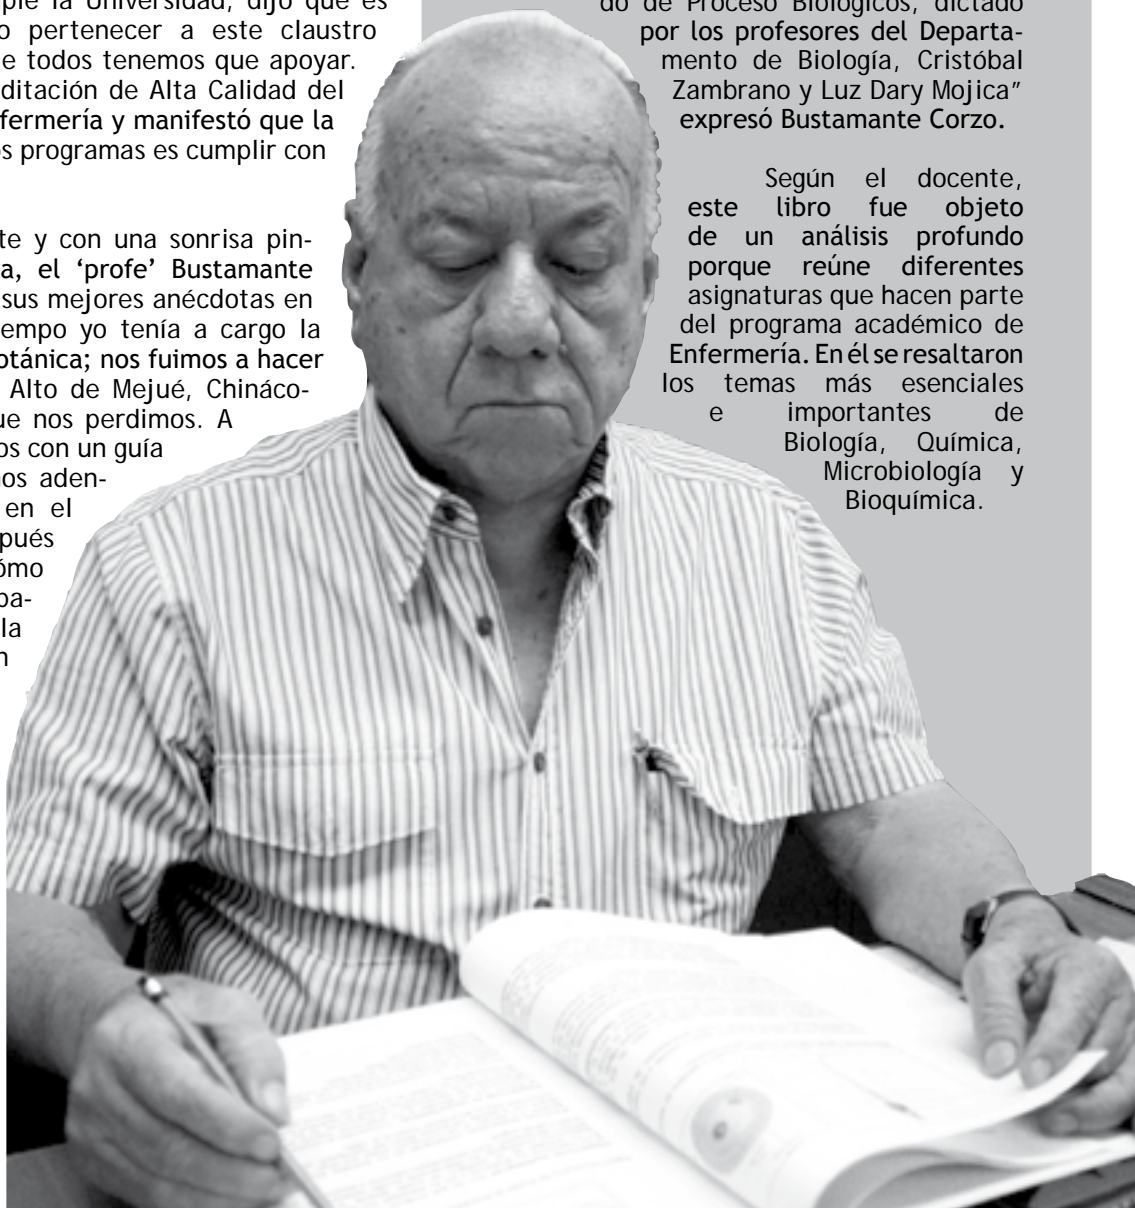 la Universidad, dijo que es
pertenecer a este claustro
todos tenemos que apoyar.
ditación de Alta Calidad del
fermería y manifestó que la
os programas es cumplir con
te y con una sonrisa pin-
a, el ‘profe’ Bustamante
sus mejores anécdotas en
empo yo tenía a cargo la
otánica; nos fuimos a hacer
Alto de Mejué, Chináco-
ue nos perdimos. A
os con un guía
os aden-
en el
pués
ómo
pa-
la
n
do de Proceso Biológicos, dictado
por los profesores del Departa-
mento de Biología, Cristóbal
Zambrano y Luz Dary Mojica”
expresó Bustamante Corzo.
Según el docente,
este libro fue objeto
de un análisis profundo
porque reúne diferentes
asignaturas que hacen parte
del programa académico de
Enfermería. En él se resaltaron
los temas más esenciales
e importantes de
Biología, Química,
Microbiología y
Bioquímica.